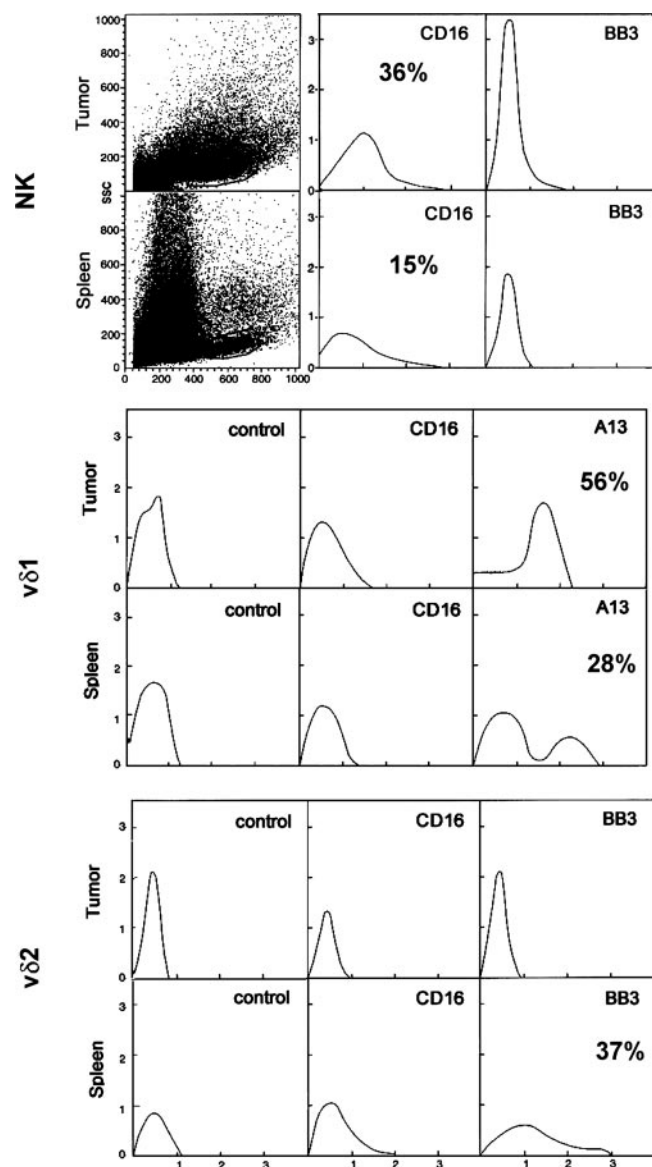 NK
Tumor
1000
800
600
400
200
0
CD16
36%
3
2
1
0
BB3
Spleen
SSC
1000
800
600
400
200
0
0 200 400 600 800 1000
CD16
15%
3
2
1
0
BB3
vδ1
Tumor
3
2
1
0
control
CD16
A13
56%
Spleen
3
2
1
0
control
CD16
A13
28%
vδ2
Tumor
3
2
1
0
control
CD16
BB3
Spleen
3
2
1
0
control
CD16
BB3
37%
1 2 3 1 2 3 1 2 3